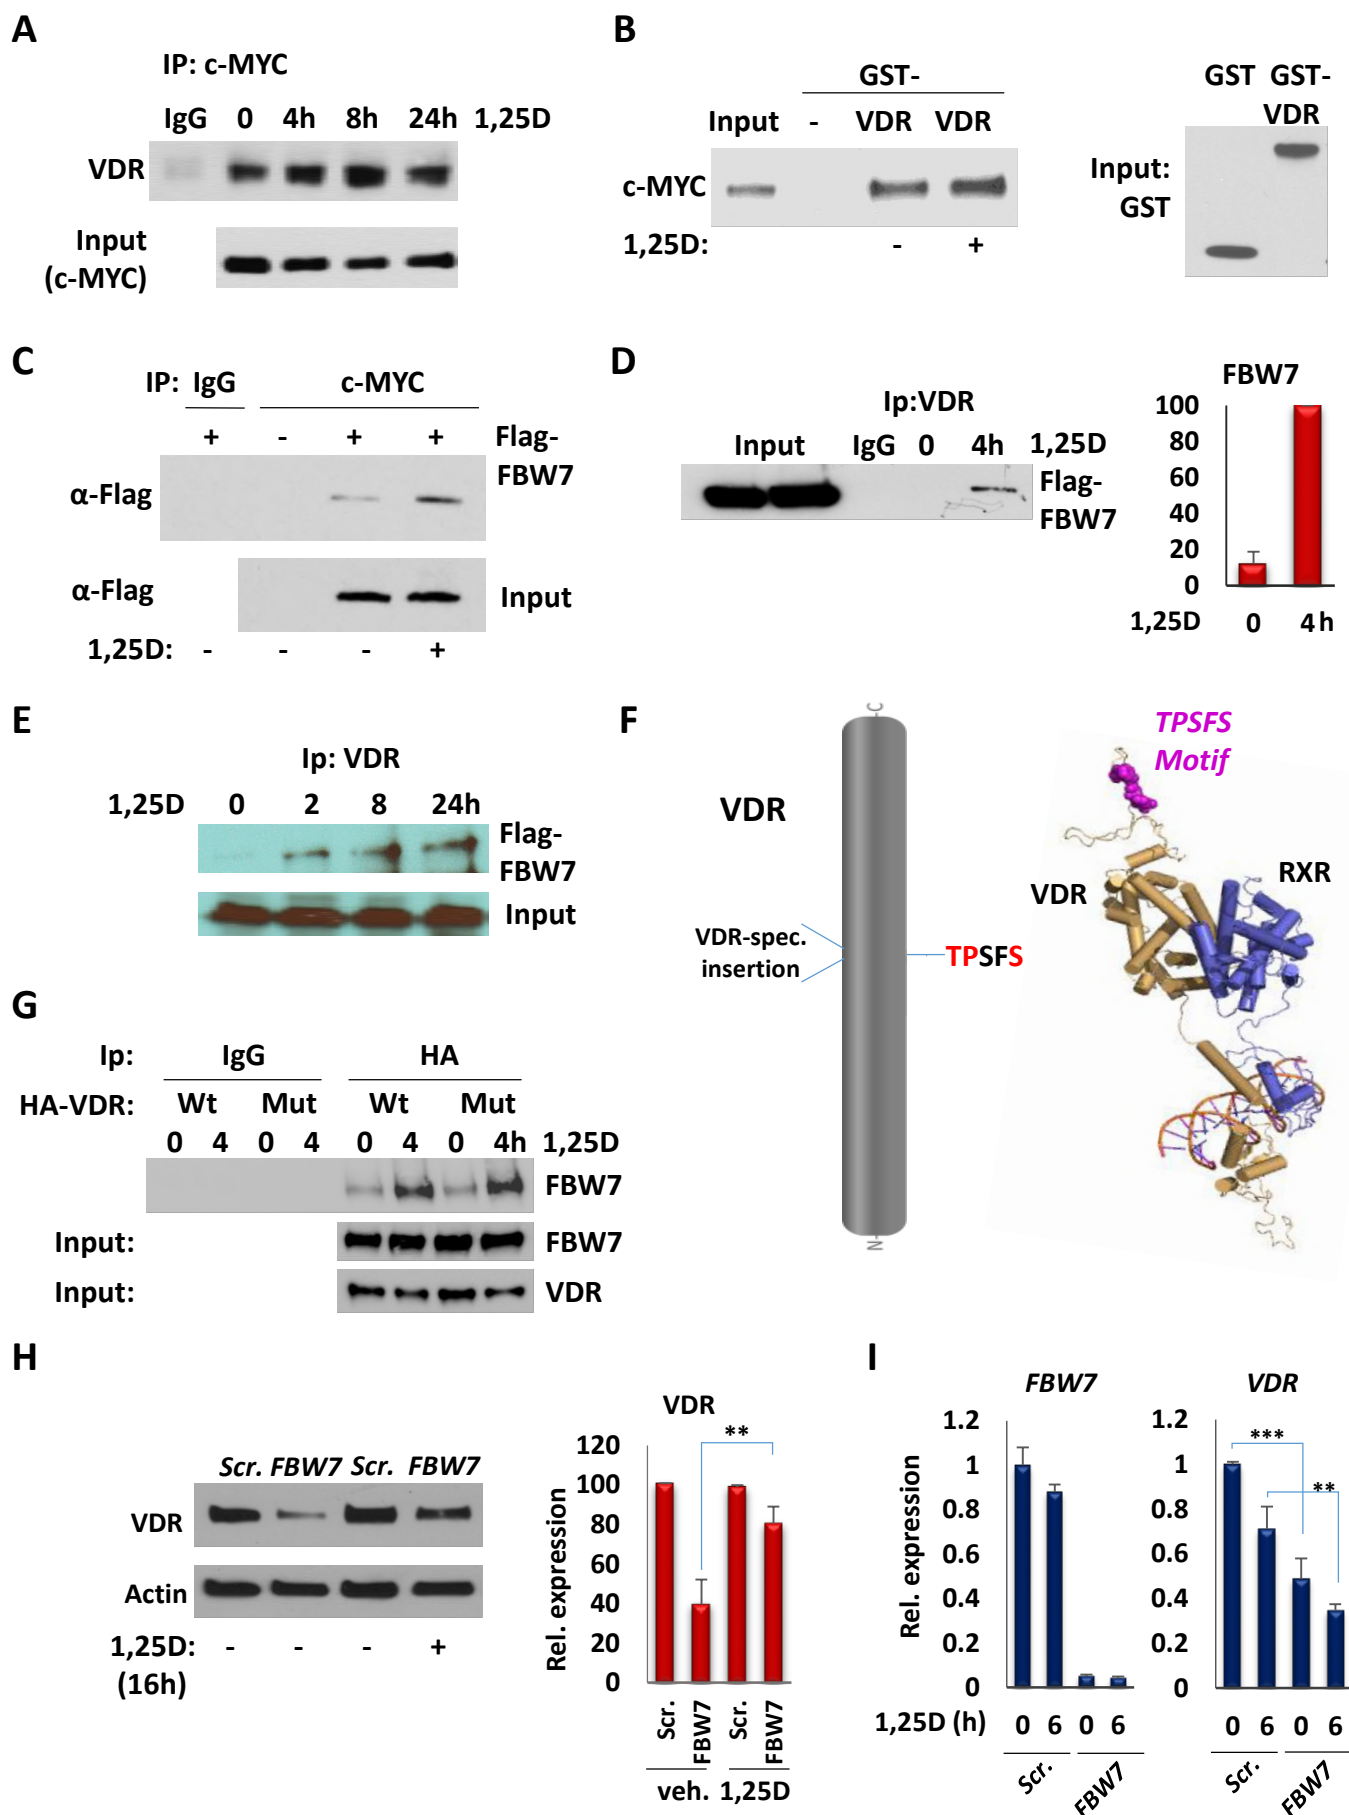 A
IP: c-MYC
IgG 0 4h 8h 24h 1,25D
VDR
Input
(c-MYC)
B
GST-
Input - VDR VDR
c-MYC
1,25D: - +
GST GST-
VDR
Input:
GST
C
IP: IgG c-MYC
+ - + + Flag-
FBW7
α-Flag
α-Flag Input
1,25D: - - - +
D
Ip:VDR
Input IgG 0 4h 1,25D
Flag-
FBW7
FBW7
100
80
60
40
20
0
1,25D 0 4h
E
Ip: VDR
1,25D 0 2 8 24h
Flag-
FBW7
Input
F
C
VDR
VDR-spec.
insertion
TPSFS
N
TPSFS
Motif
VDR
RXR
G
Ip: IgG HA
HA-VDR: Wt Mut Wt Mut
0 4 0 4 0 4 0 4h 1,25D
FBW7
Input: FBW7
Input: VDR
H
Scr. FBW7 Scr. FBW7
VDR
Actin
1,25D: - - - +
(16h)
VDR
**
Rel. expression
120
100
80
60
40
20
0
Scr. FBW7 Scr. FBW7
veh. 1,25D
I
FBW7
Rel. expression
1.2
1
0.8
0.6
0.4
0.2
0
1,25D (h) 0 6 0 6
Scr. FBW7
VDR
***
**
1.2
1
0.8
0.6
0.4
0.2
0
0 6 0 6
Scr. FBW7